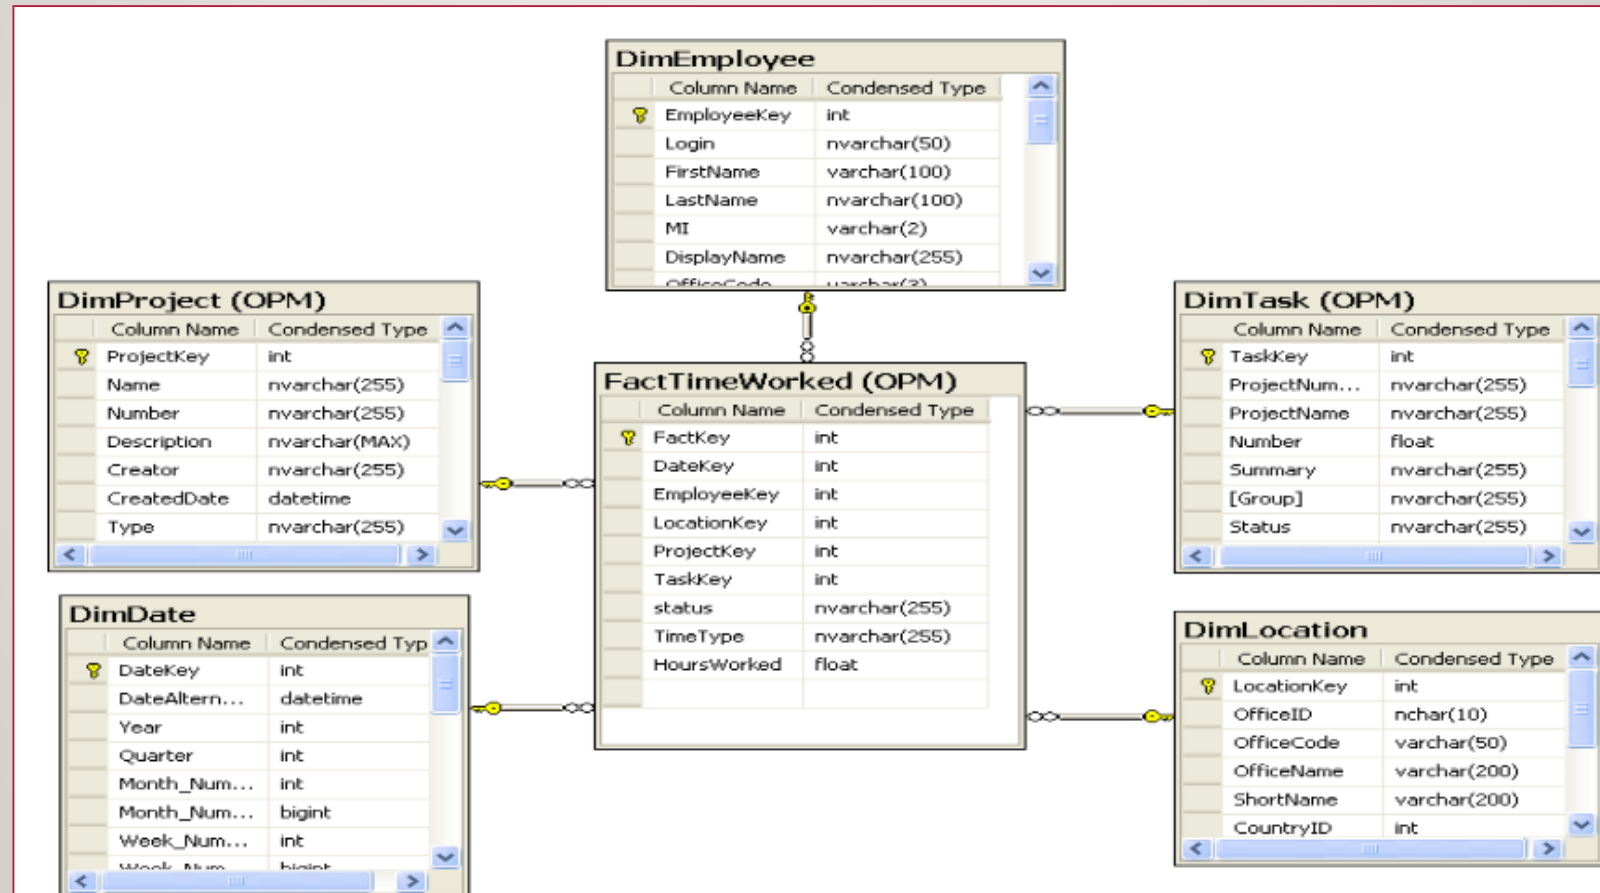 DimEmployee
Column Name Condensed Type
EmployeeKey int
Login nvarchar(50)
FirstName varchar(100)
LastName nvarchar(100)
MI varchar(2)
DisplayName nvarchar(255)
OfficeCode varchar(3)
DimProject (OPM)
Column Name Condensed Type
ProjectKey int
Name nvarchar(255)
Number nvarchar(255)
Description nvarchar(MAX)
Creator nvarchar(255)
CreatedDate datetime
Type nvarchar(255)
FactTimeWorked (OPM)
Column Name Condensed Type
FactKey int
DateKey int
EmployeeKey int
LocationKey int
ProjectKey int
TaskKey int
status nvarchar(255)
TimeType nvarchar(255)
HoursWorked float
DimTask (OPM)
Column Name Condensed Type
TaskKey int
ProjectNum... nvarchar(255)
ProjectName nvarchar(255)
Number float
Summary nvarchar(255)
[Group] nvarchar(255)
Status nvarchar(255)
DimDate
Column Name Condensed Typ
DateKey int
DateAltern... datetime
Year int
Quarter int
Month_Num... int
Month_Num... bigint
Week_Num... int
Week_Num bigint
DimLocation
Column Name Condensed Type
LocationKey int
OfficeID nchar(10)
OfficeCode varchar(50)
OfficeName varchar(200)
ShortName varchar(200)
CountryID int